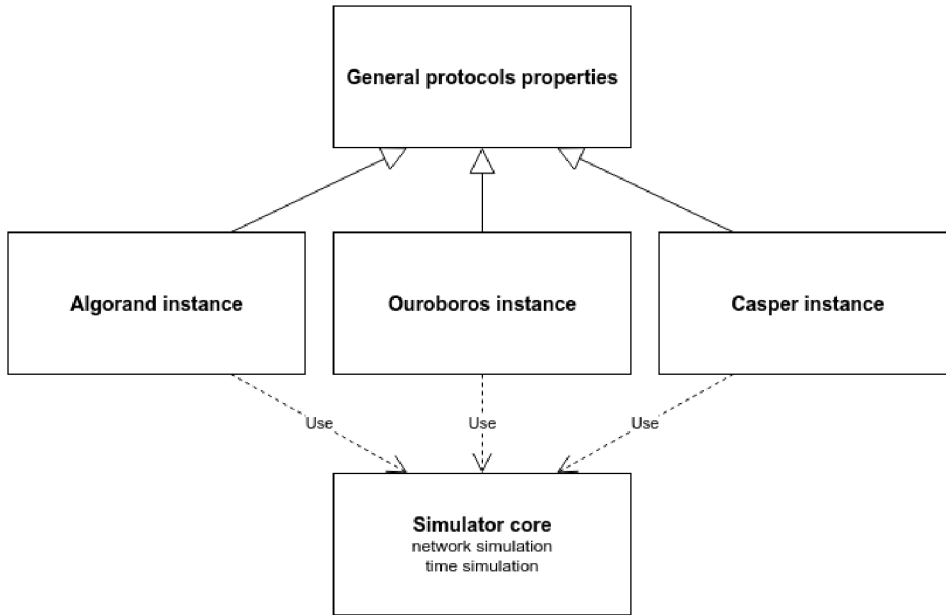 General protocols properties
Algorand instance
Ouroboros instance
Casper instance
Use
Use
Use
Simulator core
network simulation
time simulation